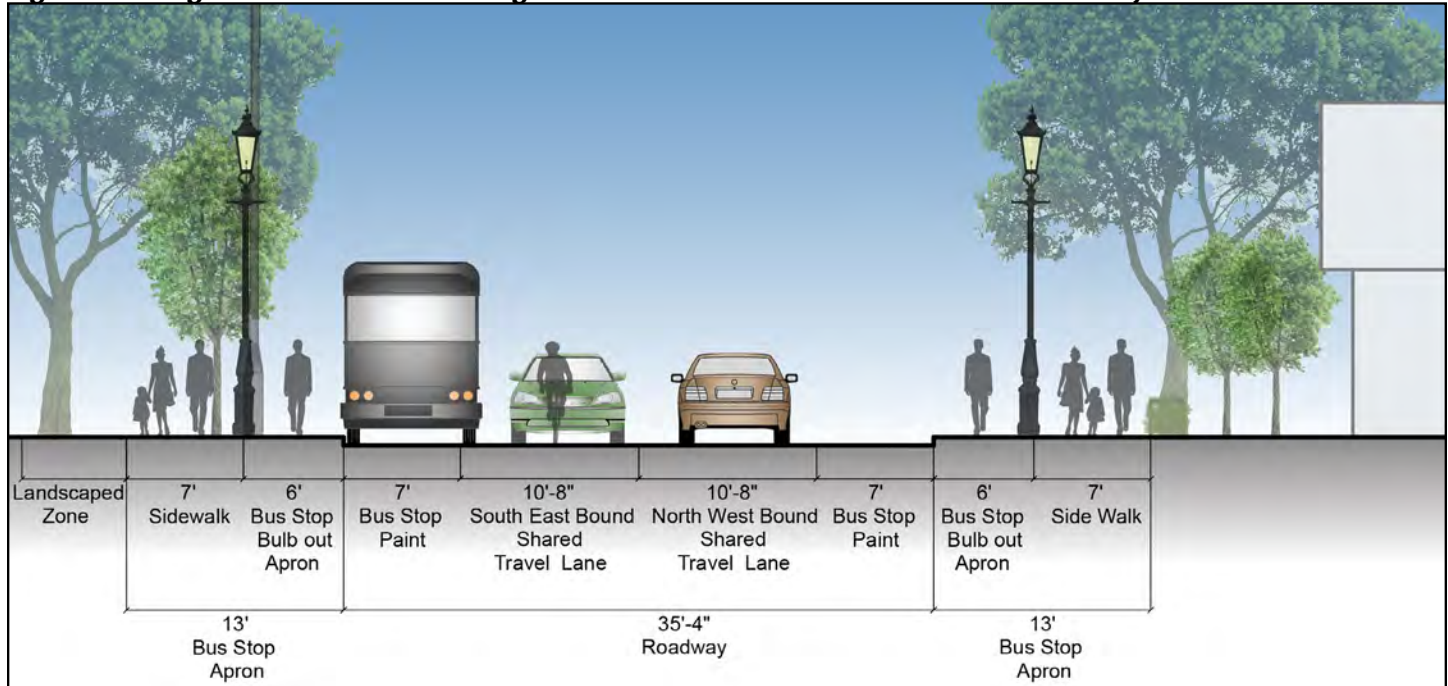 Landscaped
Zone
7'
Sidewalk
6'
Bus Stop
Bulb out
Apron
7'
Bus Stop
Paint
10'-8"
South East Bound
Shared
Travel Lane
10'-8"
North West Bound
Shared
Travel Lane
7'
Bus Stop
Paint
6'
Bus Stop
Bulb out
Apron
7'
Side Walk
13'
Bus Stop
Apron
35'-4"
Roadway
13'
Bus Stop
Apron